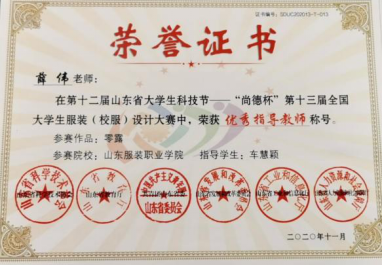 荣誉证书
薛伟老师:
在第十二届山东省大学生科技节——“尚德杯”第十三届全国
大学生服装(校服)设计大赛中,荣获 优秀指导教师 称号。
参赛作品:零露
参赛院校:山东服装职业学院 指导学生:车慧颖
二〇二〇年十一月